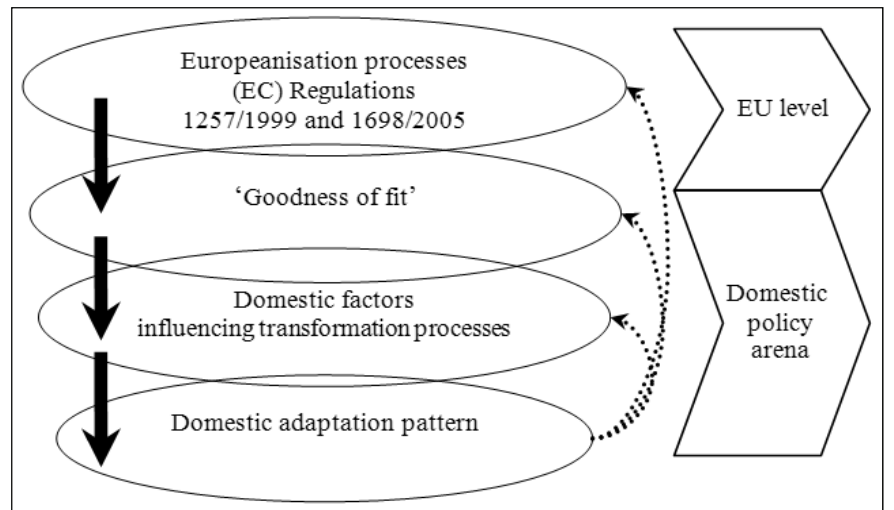 Europeanisation processes
(EC) Regulations
1257/1999 and 1698/2005
EU level
‘Goodness of fit’
Domestic factors
influencing transformation processes
Domestic
policy
arena
Domestic adaptation pattern